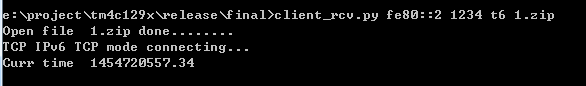 e:\project\tm4c129x\release\final>client_rcv.py fe80::2 1234 t6 1.zip
Open file  1.zip done........
TCP IPv6 TCP mode connecting...
Curr time  1454720557.34